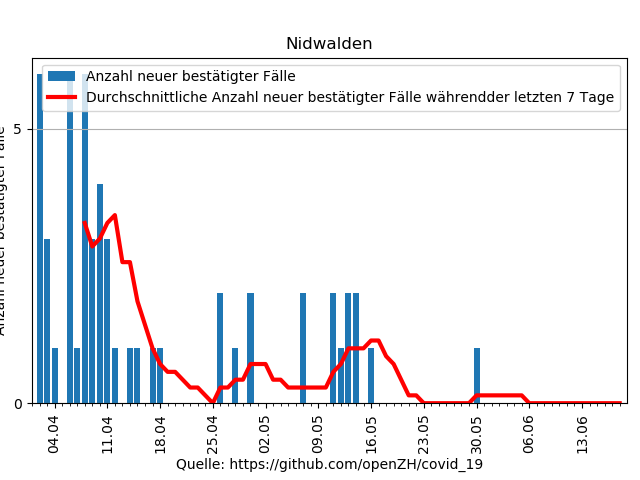 Nidwalden
Anzahl neuer bestätigter Fälle
Durchschnittliche Anzahl neuer bestätigter Fälle währendder letzten 7 Tage
Anzahl neuer bestätigter Fälle
5
0
04.04
11.04
18.04
25.04
02.05
09.05
16.05
23.05
30.05
06.06
13.06
Quelle: https://github.com/openZH/covid_19